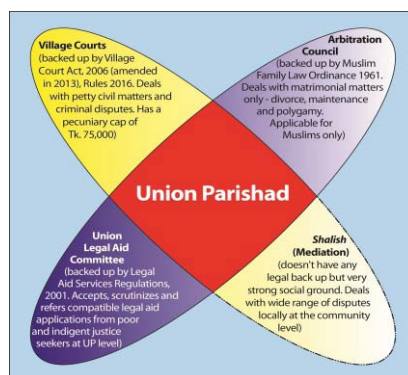 Village Courts
(backed up by Village
Court Act, 2006 (amended
in 2013), Rules 2016. Deals
with petty civil matters and
criminal disputes. Has a
pecuniary cap of
Tk. 75,000)
Arbitration
Council
(backed up by Muslim
Family Law Ordinance 1961.
Deals with matrimonial matters
only - divorce, maintenance
and polygamy.
Applicable for
Muslims only)
Union Parishad
Union
Legal Aid
Committee
(backed up by Legal
Aid Services Regulations,
2001. Accepts, scrutinizes and
refers compatible legal aid
applications from poor
and indigent justice
seekers at UP level)
Shalish
(Mediation)
(doesn't have any
legal back up but very
strong social ground. Deals
with wide range of disputes
locally at the community
level)